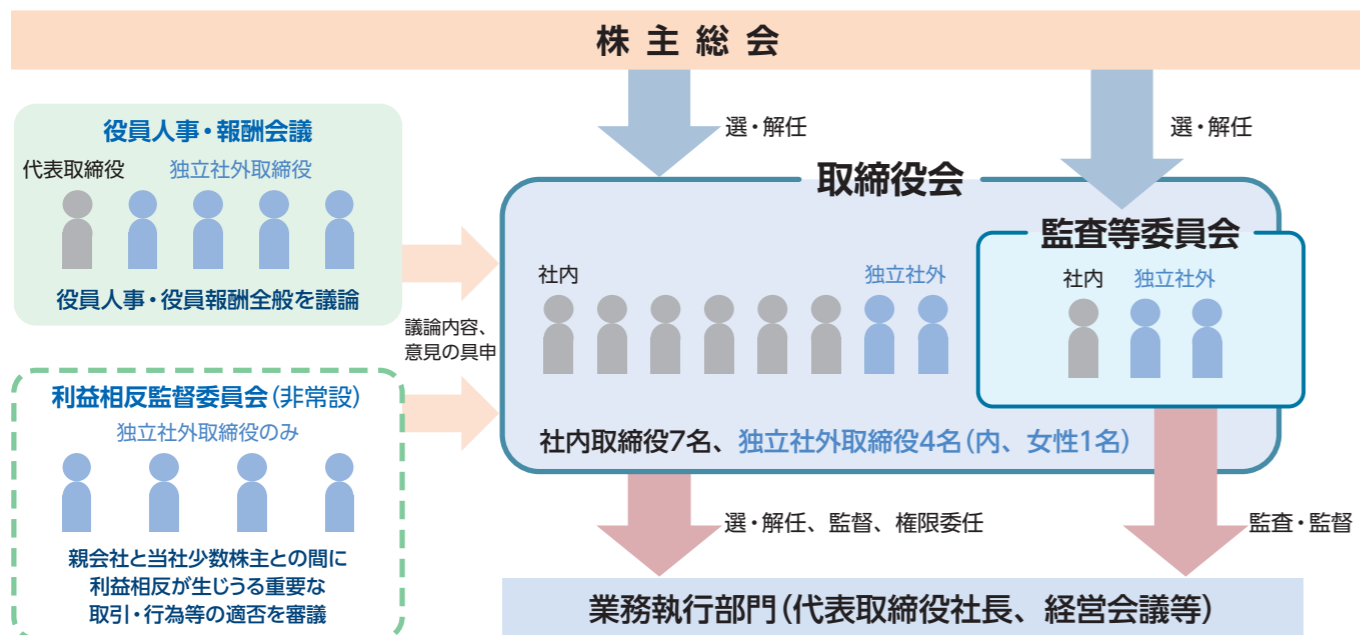 株主総会
選・解任
選・解任
役員人事・報酬会議
代表取締役
独立社外取締役
役員人事・役員報酬全般を議論
議論内容、
意見の具申
利益相反監督委員会(非常設)
独立社外取締役のみ
親会社と当社少数株主との間に
利益相反が生じうる重要な
取引・行為等の適否を審議
取締役会
社内
独立社外
監査等委員会
社内
独立社外
社内取締役7名、独立社外取締役4名(内、女性1名)
選・解任、監督、権限委任
監査・監督
業務執行部門(代表取締役社長、経営会議等)